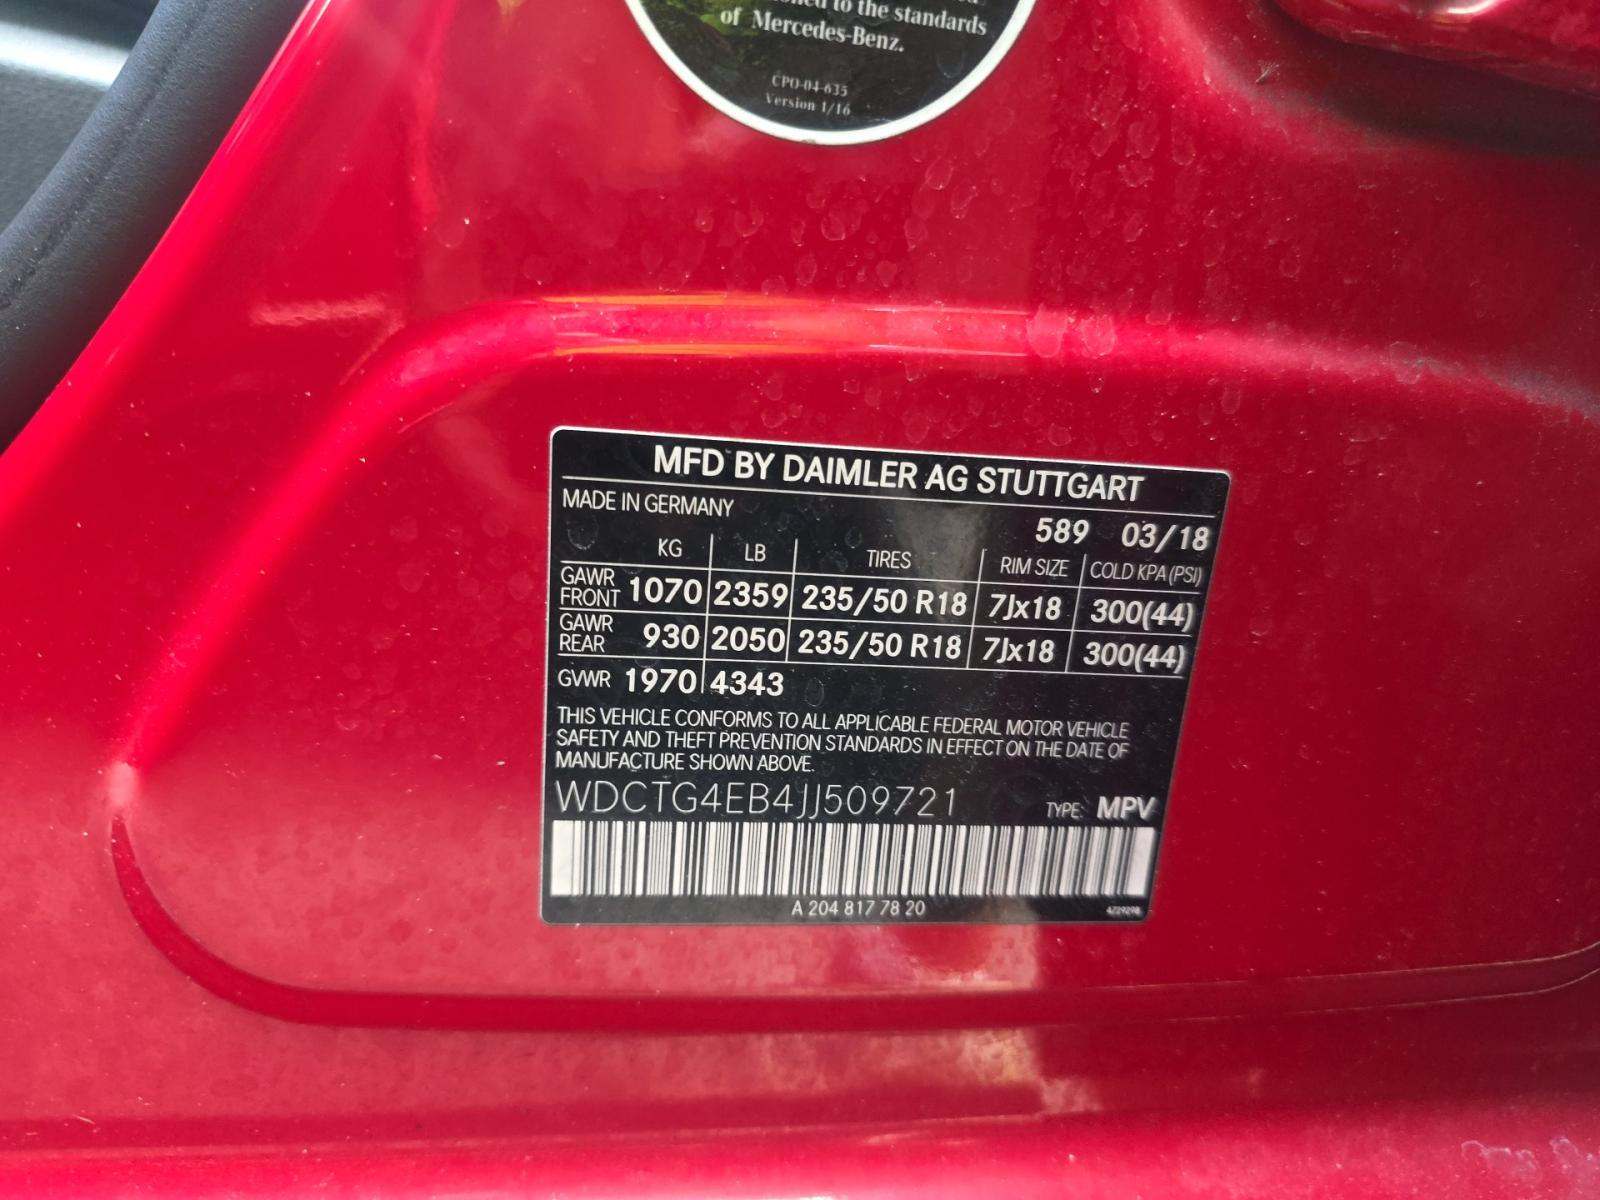 to the standards
of Mercedes-Benz.
CPO-04-635
Version 1/16
MFD BY DAIMLER AG STUTTGART
MADE IN GERMANY
589 03/18
KG LB TIRES RIM SIZE COLD KPA (PSI)
GAWR FRONT 1070 2359 235/50 R18 7Jx18 300(44)
GAWR REAR 930 2050 235/50 R18 7Jx18 300(44)
GVWR 1970 4343
THIS VEHICLE CONFORMS TO ALL APPLICABLE FEDERAL MOTOR VEHICLE
SAFETY AND THEFT PREVENTION STANDARDS IN EFFECT ON THE DATE OF
MANUFACTURE SHOWN ABOVE.
WDCTG4EB4JJ509721 TYPE: MPV
A 204 817 78 20